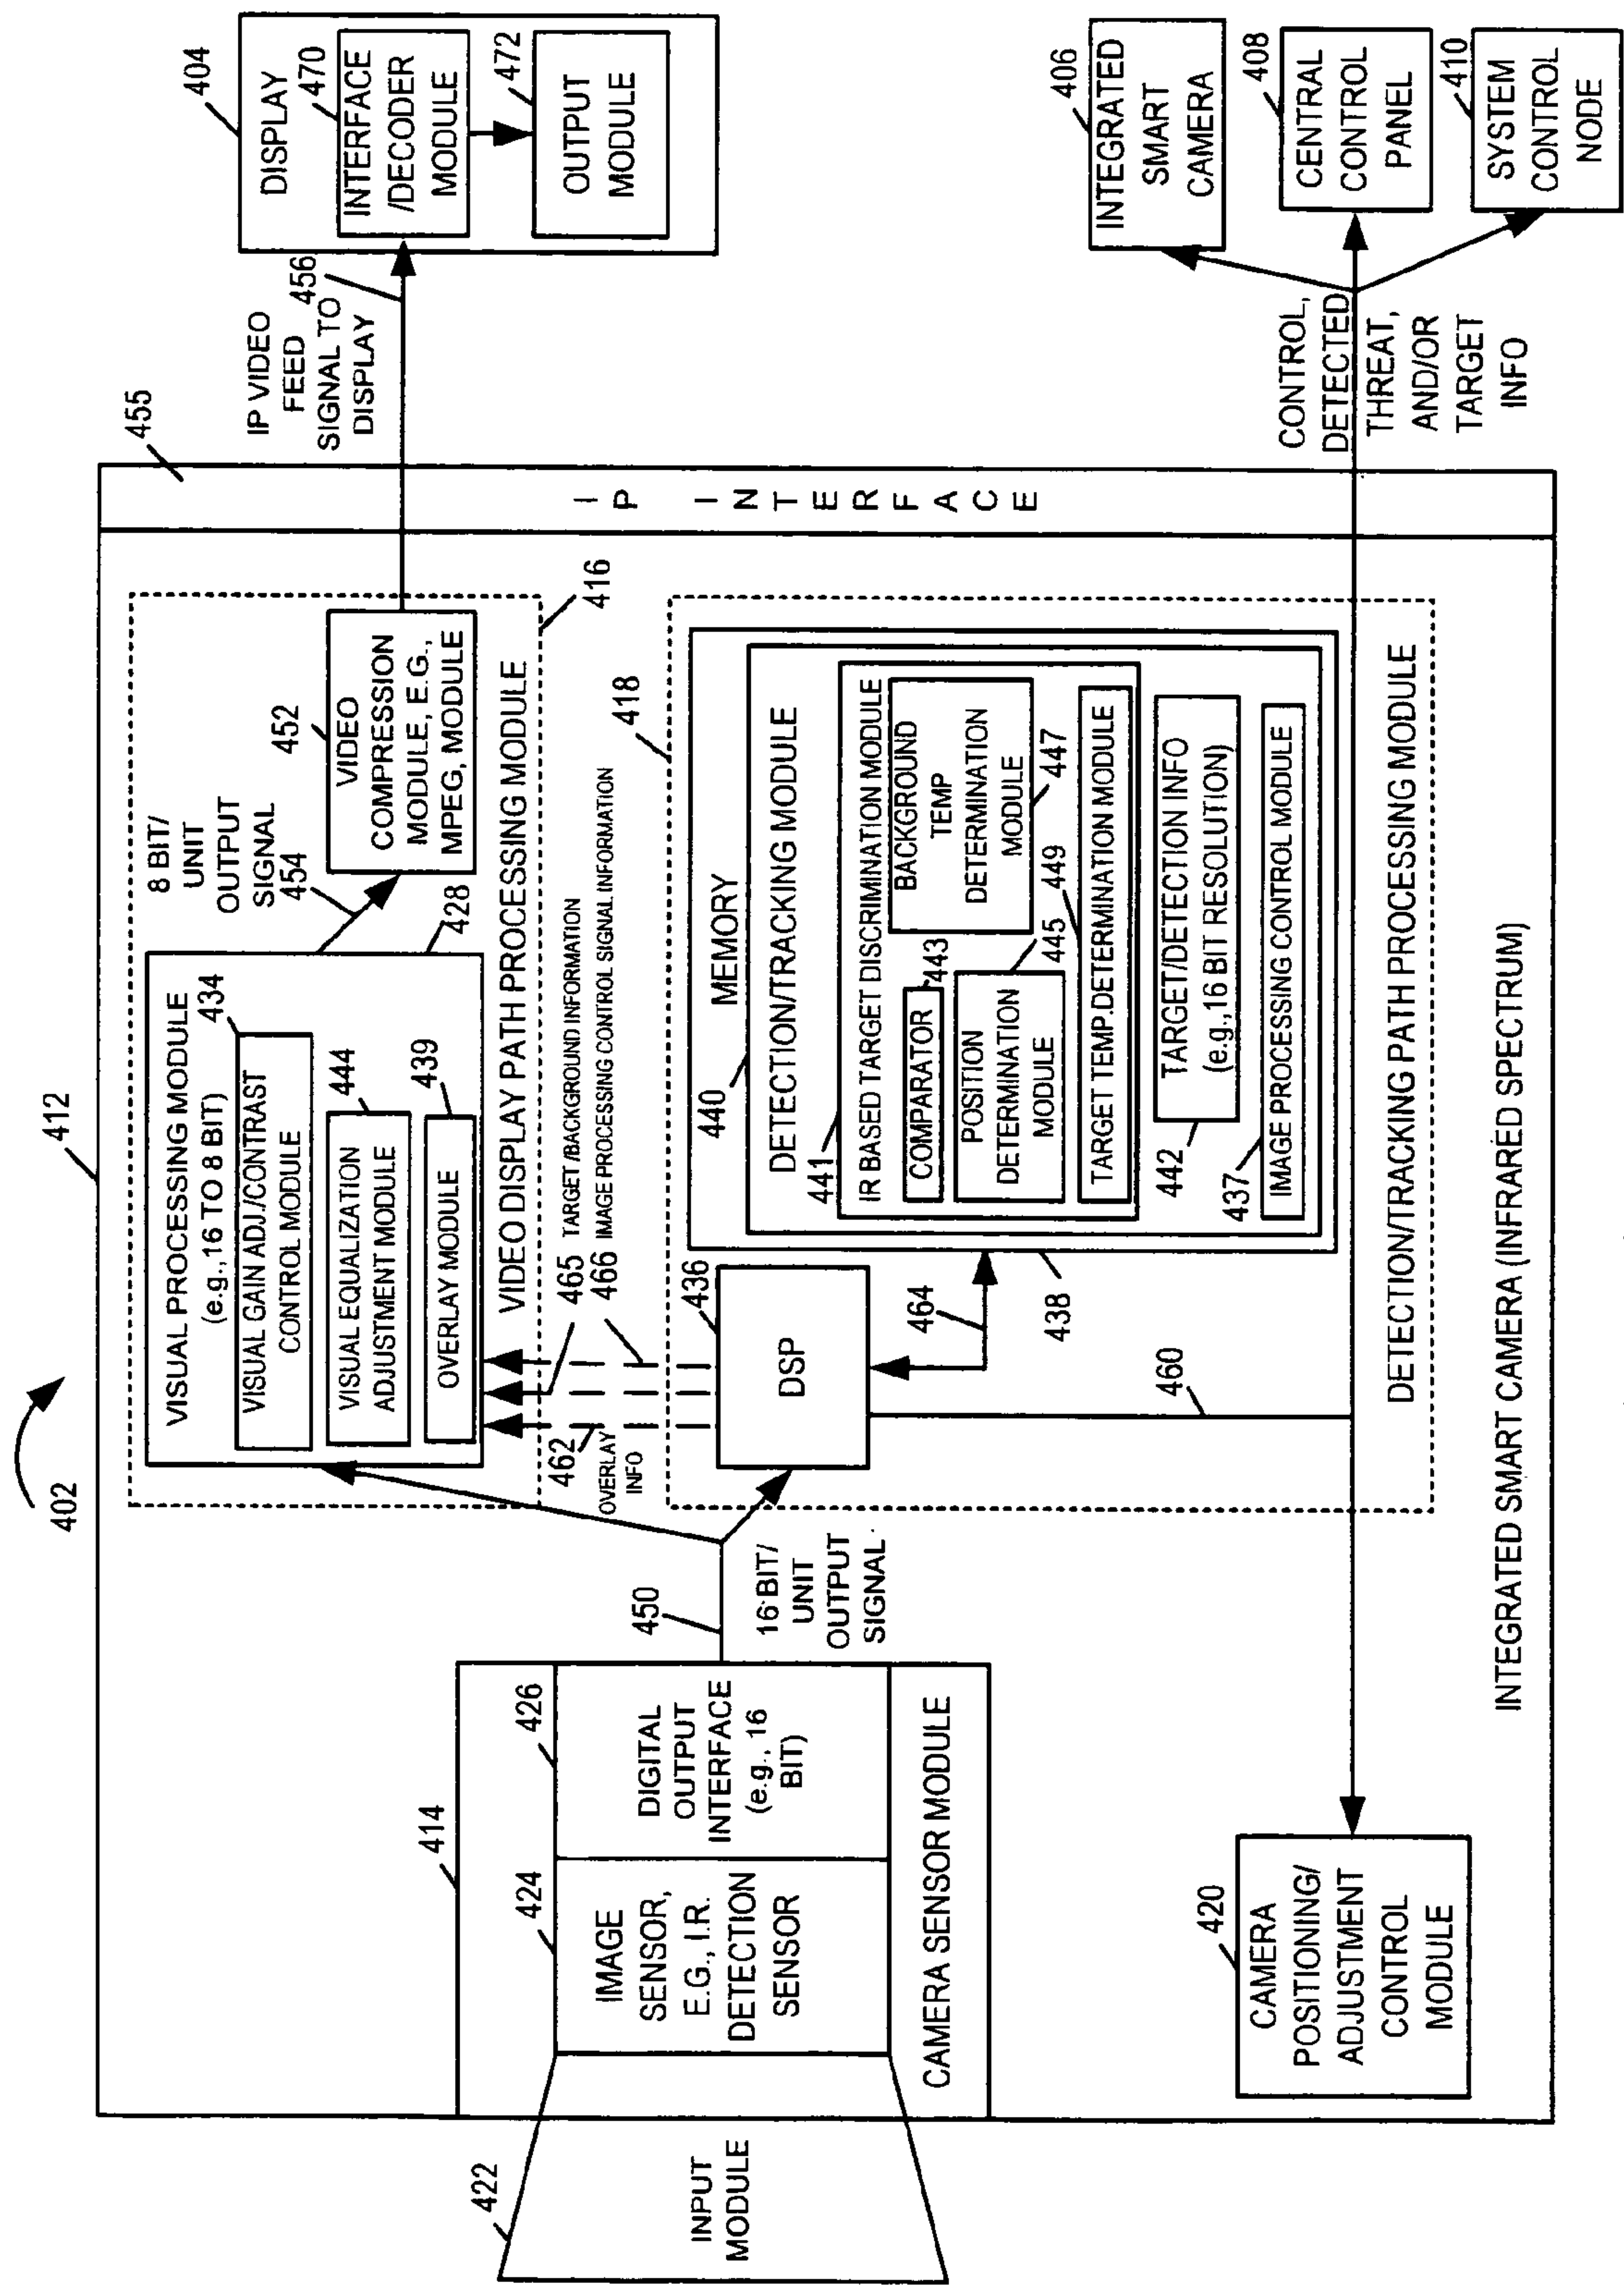 402
412
INPUT
MODULE
422
414
424
IMAGE
SENSOR,
E.G., I.R.
DETECTION
SENSOR
426
DIGITAL
OUTPUT
INTERFACE
(e.g., 16
BIT)
CAMERA SENSOR MODULE
450
16 BIT/
UNIT
OUTPUT
SIGNAL
420
CAMERA
POSITIONING/
ADJUSTMENT
CONTROL
MODULE
VISUAL PROCESSING MODULE
(e.g., 16 TO 8 BIT)
434
VISUAL GAIN ADJ./CONTRAST
CONTROL MODULE
444
VISUAL EQUALIZATION
ADJUSTMENT MODULE
439
OVERLAY MODULE
428
8 BIT/
UNIT
OUTPUT
SIGNAL
454
452
VIDEO
COMPRESSION
MODULE, E.G.,
MPEG, MODULE
VIDEO DISPLAY PATH PROCESSING MODULE
416
462
OVERLAY
INFO
465
TARGET/BACKGROUND INFORMATION
466
IMAGE PROCESSING CONTROL SIGNAL INFORMATION
418
436
DSP
464
438
460
MEMORY
440
DETECTION/TRACKING MODULE
441
IR BASED TARGET DISCRIMINATION MODULE
COMPARATOR
443
BACKGROUND
TEMP
DETERMINATION
MODULE
447
POSITION
DETERMINATION
MODULE
445
449
TARGET TEMP.DETERMINATION MODULE
442
TARGET/DETECTION INFO
(e.g.,16 BIT RESOLUTION)
437
IMAGE PROCESSING CONTROL MODULE
DETECTION/TRACKING PATH PROCESSING MODULE
INTEGRATED SMART CAMERA (INFRARED SPECTRUM)
455
IP INTERFACE
IP VIDEO
FEED
SIGNAL TO
DISPLAY
456
404
DISPLAY
470
INTERFACE
/DECODER
MODULE
472
OUTPUT
MODULE
CONTROL,
DETECTED
THREAT,
AND/OR
TARGET
INFO
406
INTEGRATED
SMART
CAMERA
408
CENTRAL
CONTROL
PANEL
410
SYSTEM
CONTROL
NODE